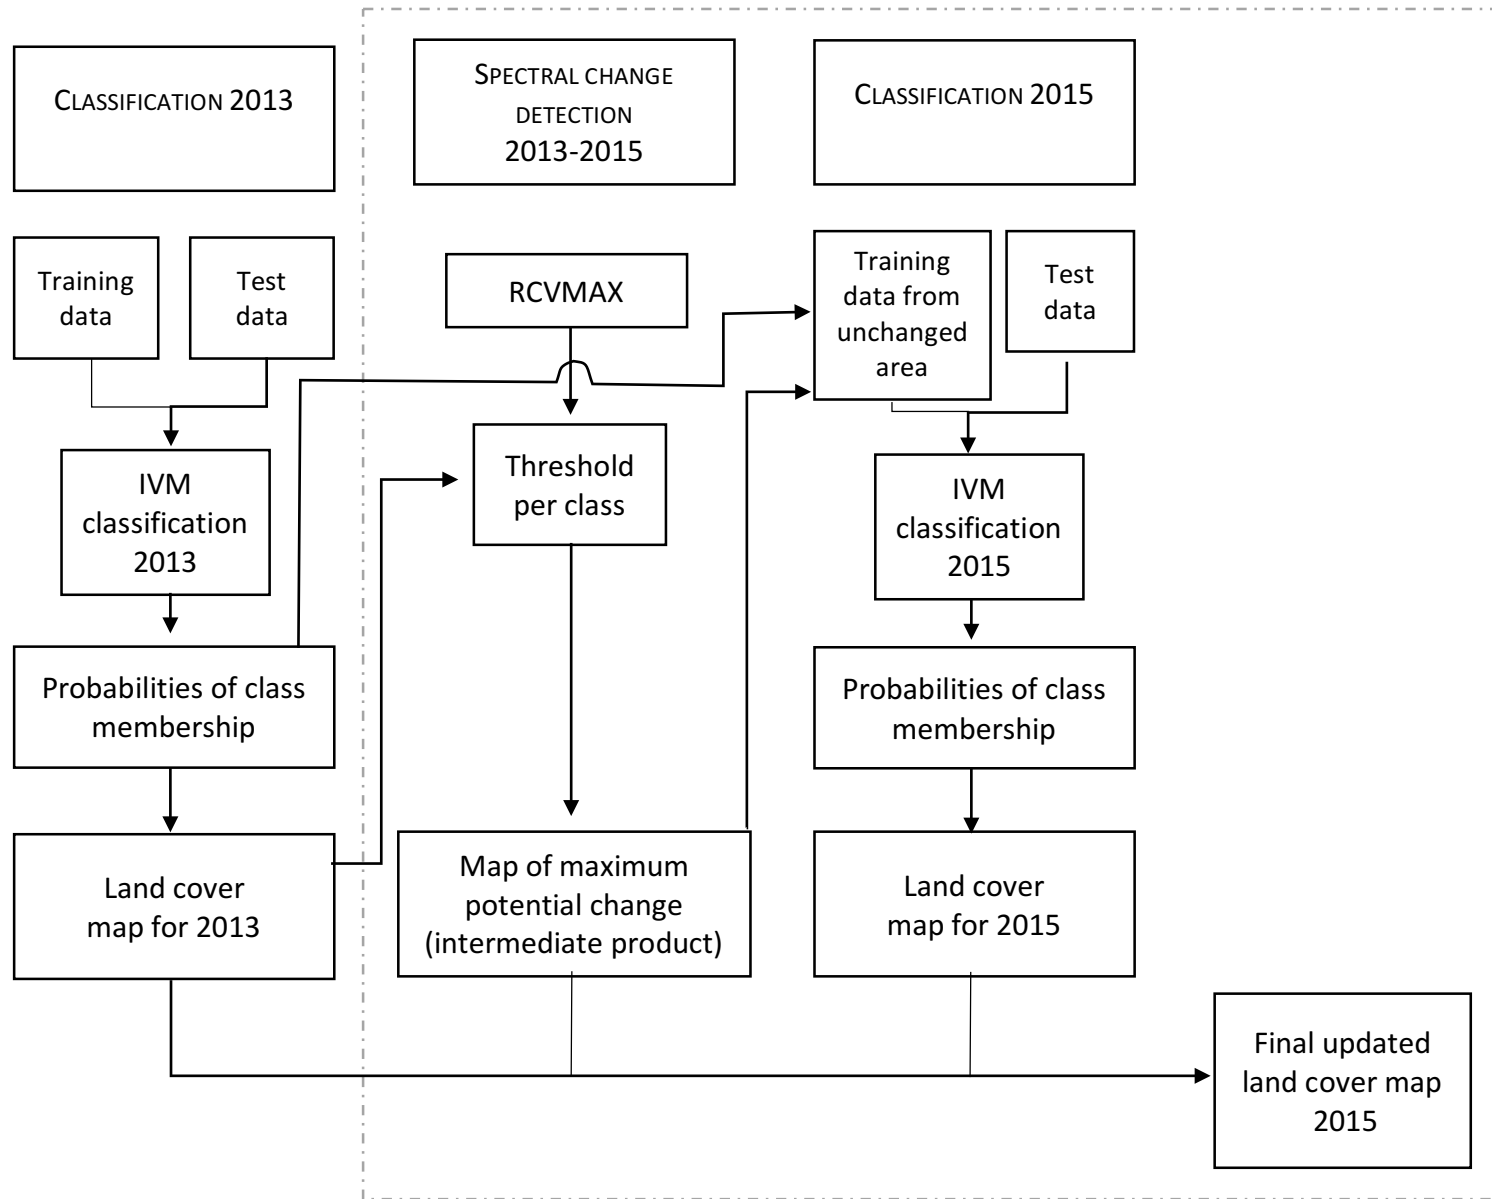 CLASSIFICATION 2013
SPECTRAL CHANGE
DETECTION
2013-2015
CLASSIFICATION 2015
Training
data
Test
data
RCVMAX
Training
data from
unchanged
area
Test
data
IVM
classification
2013
Threshold
per class
IVM
classification
2015
Probabilities of class
membership
Probabilities of class
membership
Land cover
map for 2013
Map of maximum
potential change
(intermediate product)
Land cover
map for 2015
Final updated
land cover map
2015